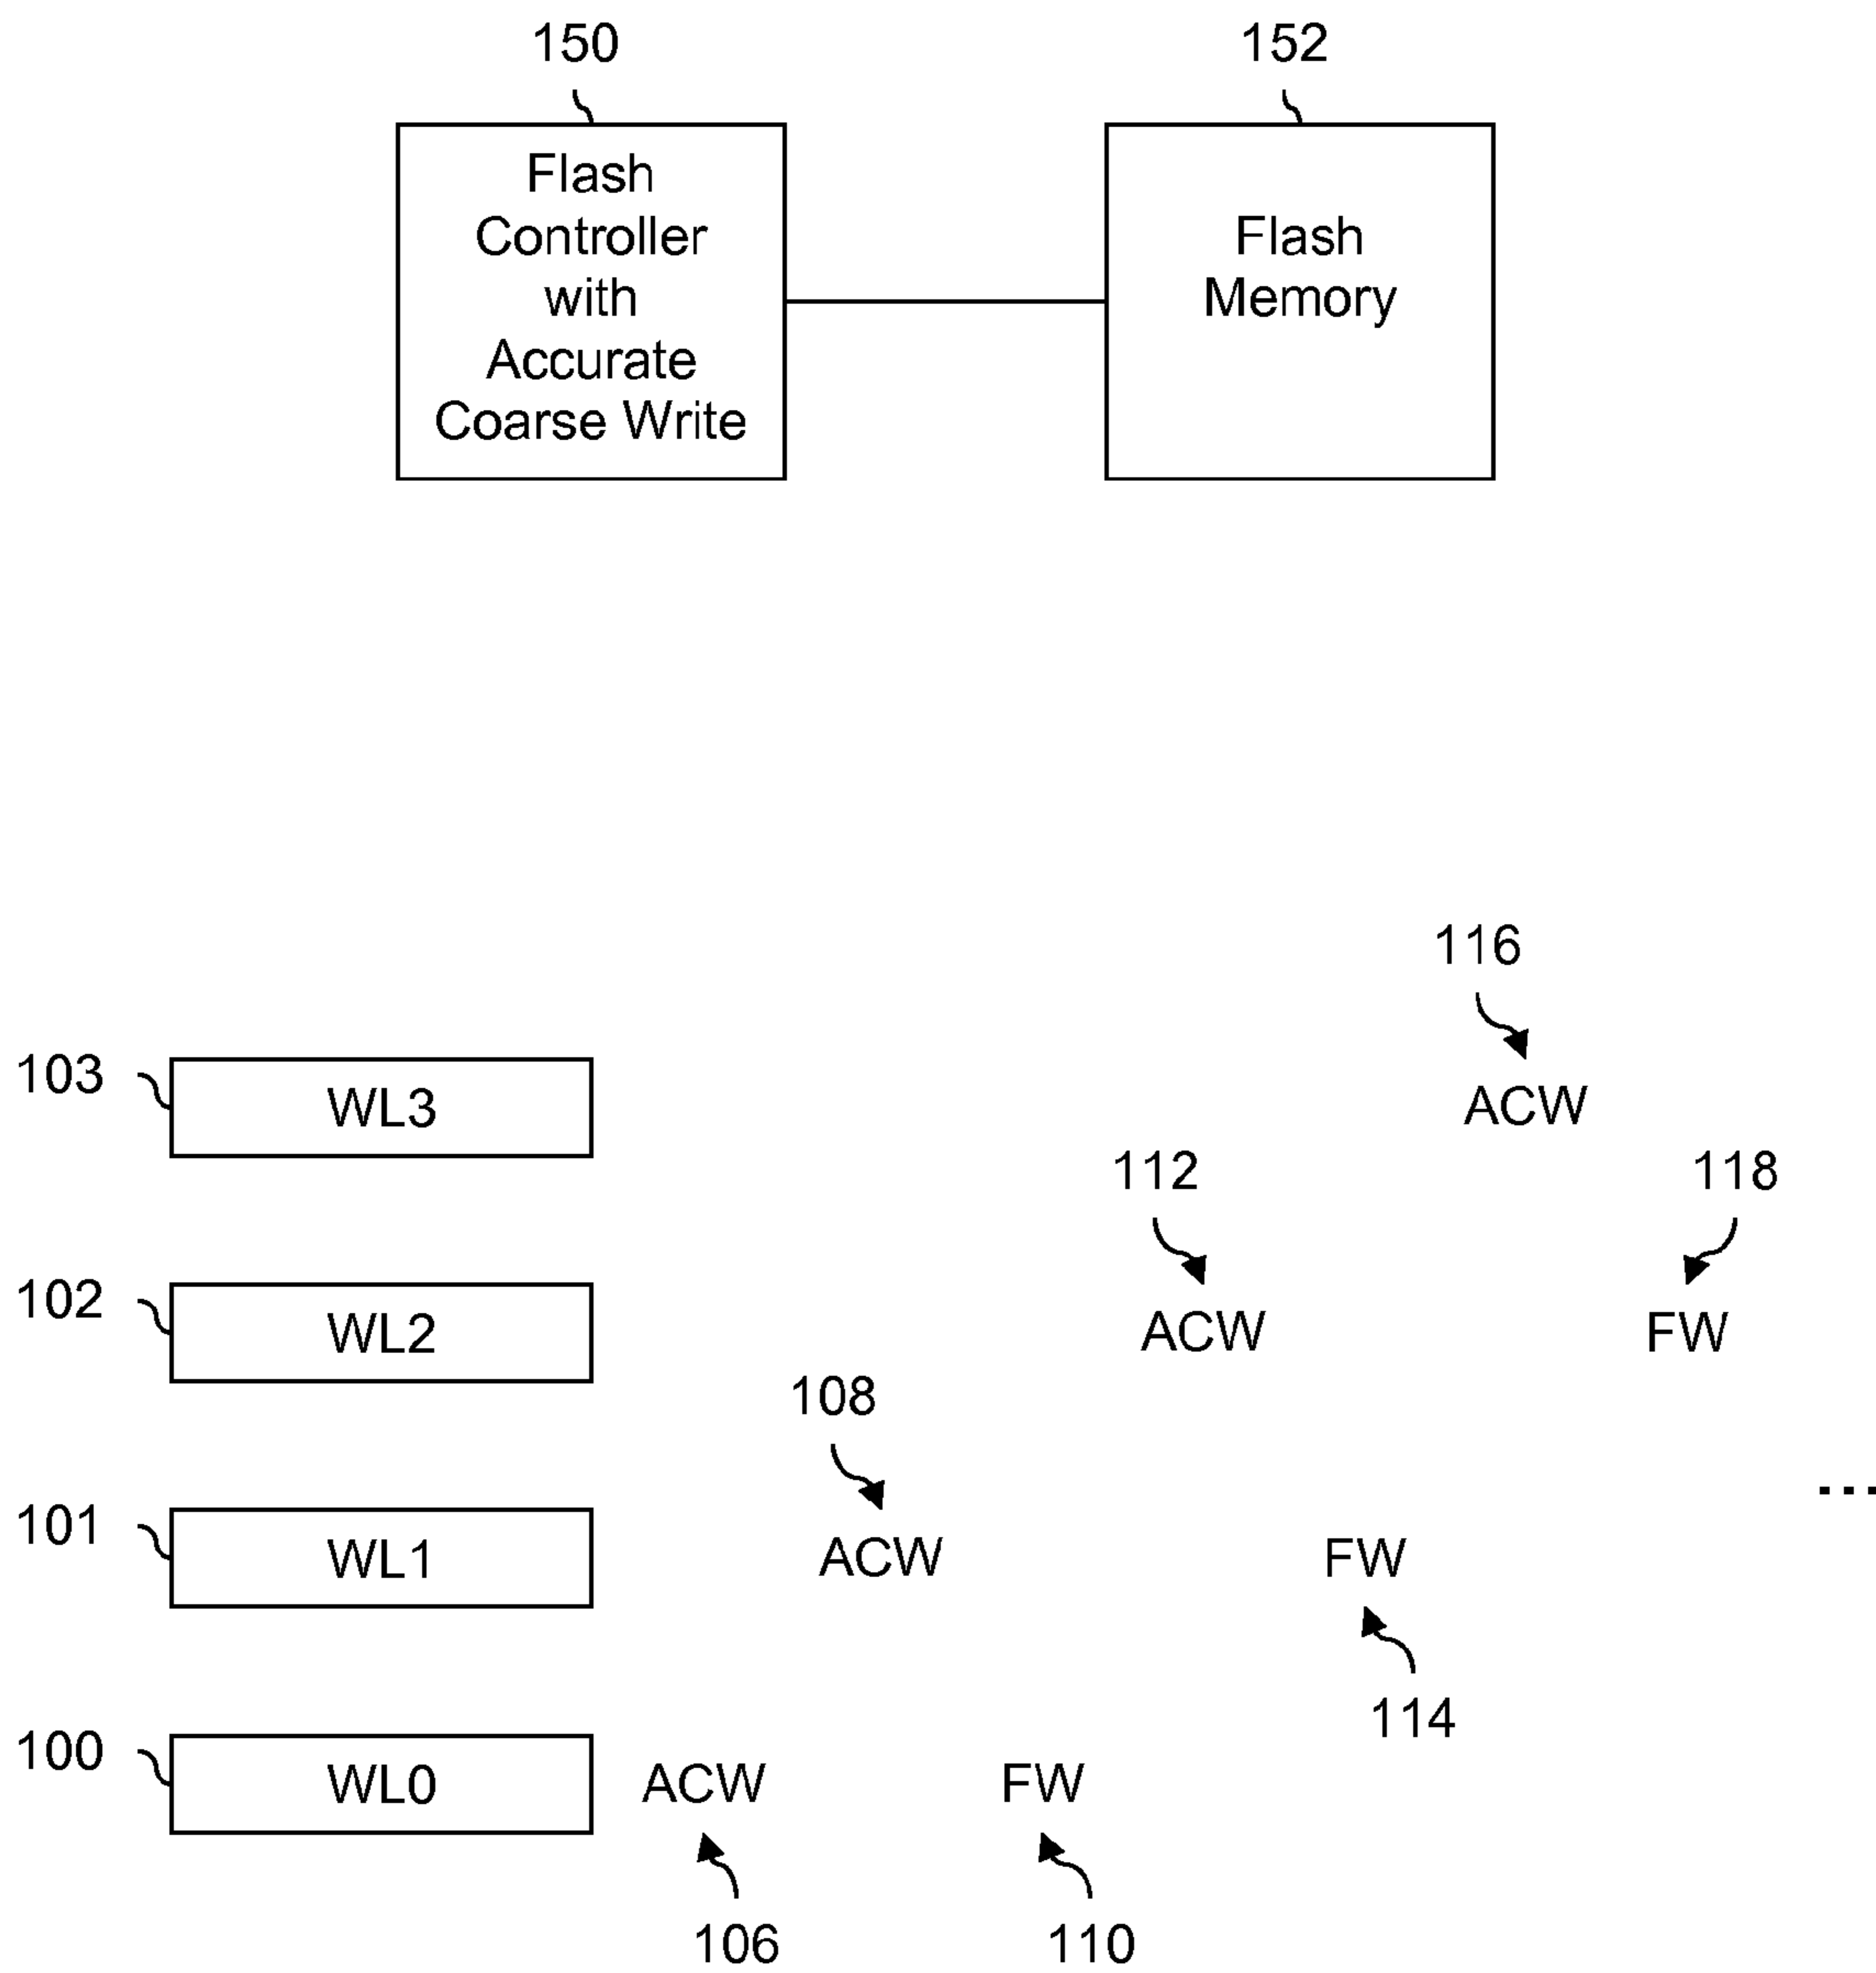 150
152
Flash
Controller
with
Accurate
Coarse Write
Flash
Memory
116
103
WL3
ACW
112
118
102
WL2
ACW
FW
108
101
WL1
ACW
FW
...
114
100
WL0
ACW
FW
106
110